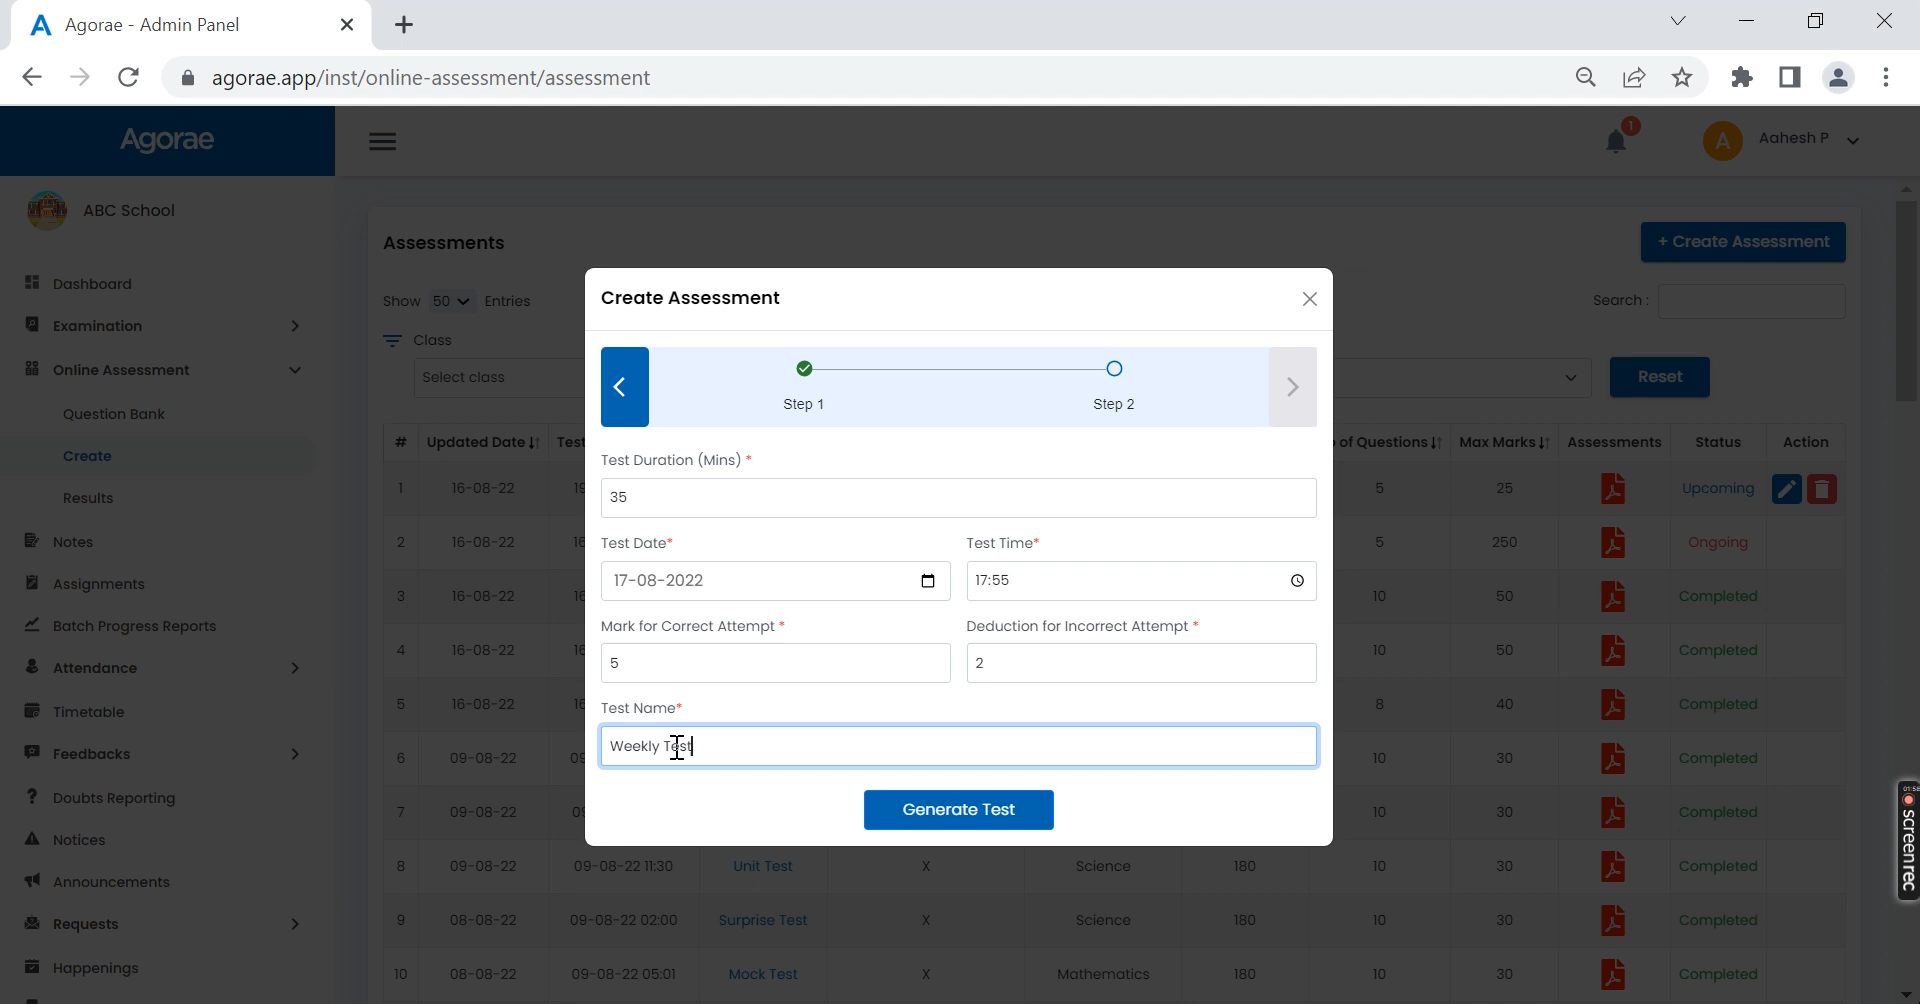 Agorae - Admin Panel
agorae.app/inst/online-assessment/assessment
Agorae
1
A
Aahesh P
ABC School
Dashboard
Examination
Online Assessment
Question Bank
Create
Results
Notes
Assignments
Batch Progress Reports
Attendance
Timetable
Feedbacks
Doubts Reporting
Notices
Announcements
Requests
Happenings
Assessments
+ Create Assessment
Show 50 Entries
Search :
Class
Select class
Reset
# Updated Date Test of Questions Max Marks Assessments Status Action
1 16-08-22 19 5 25 Upcoming
2 16-08-22 16 5 250 Ongoing
3 16-08-22 16 10 50 Completed
4 16-08-22 16 10 50 Completed
5 16-08-22 16 8 40 Completed
6 09-08-22 09 10 30 Completed
7 09-08-22 09 10 30 Completed
8 09-08-22 09-08-22 11:30 Unit Test X Science 180 10 30 Completed
9 08-08-22 09-08-22 02:00 Surprise Test X Science 180 10 30 Completed
10 08-08-22 09-08-22 05:01 Mock Test X Mathematics 180 10 30 Completed
Create Assessment
Step 1
Step 2
Test Duration (Mins) *
35
Test Date*
Test Time*
17-08-2022
17:55
Mark for Correct Attempt *
Deduction for Incorrect Attempt *
5
2
Test Name*
Weekly Test
Generate Test
screenrec